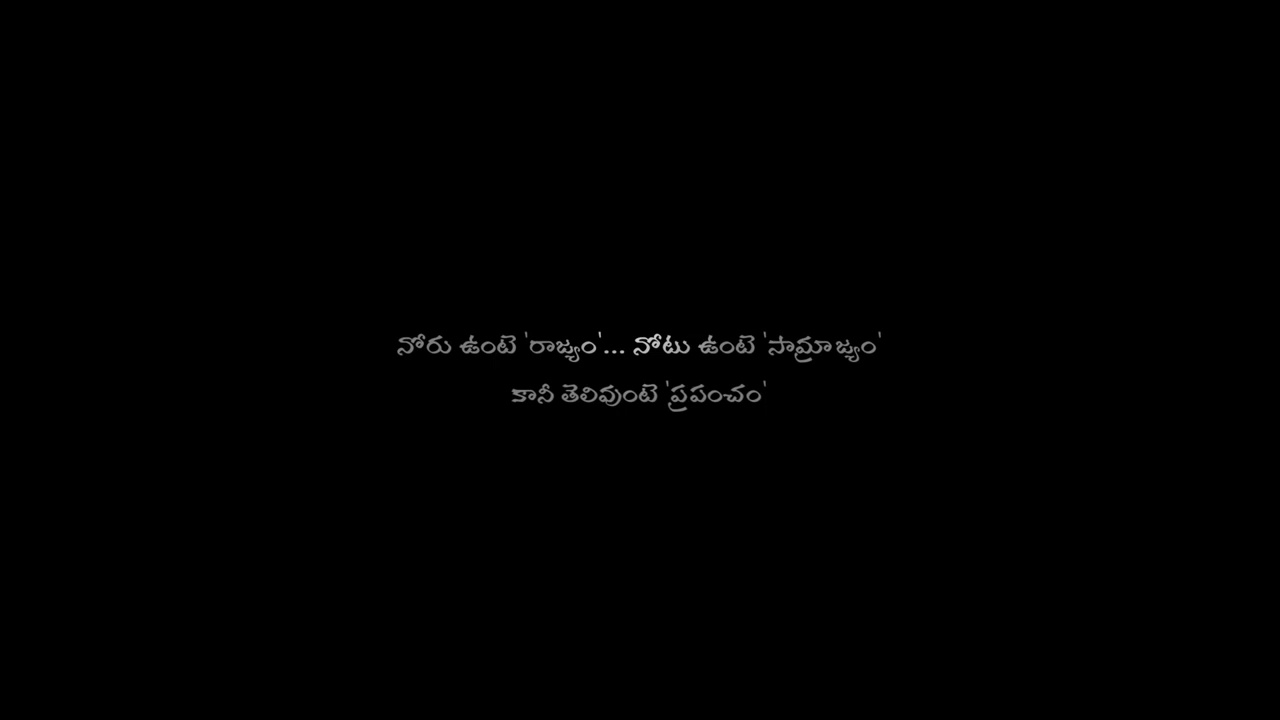 నోరు ఉంటె 'రాజ్యం'... నోటు ఉంటె 'సామ్రాజ్యం'
కానీ తెలివుంటె 'ప్రపంచం'